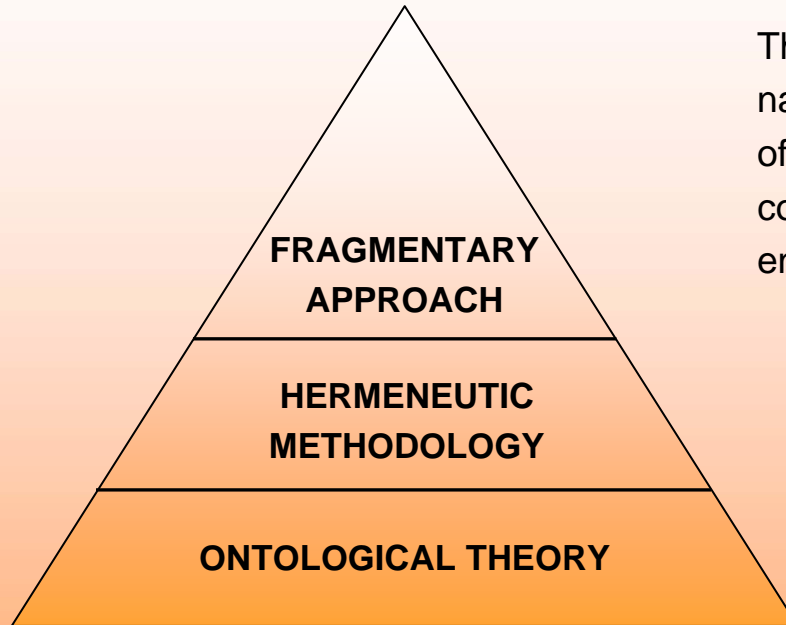 FRAGMENTARY
APPROACH
HERMENEUTIC
METHODOLOGY
ONTOLOGICAL THEORY